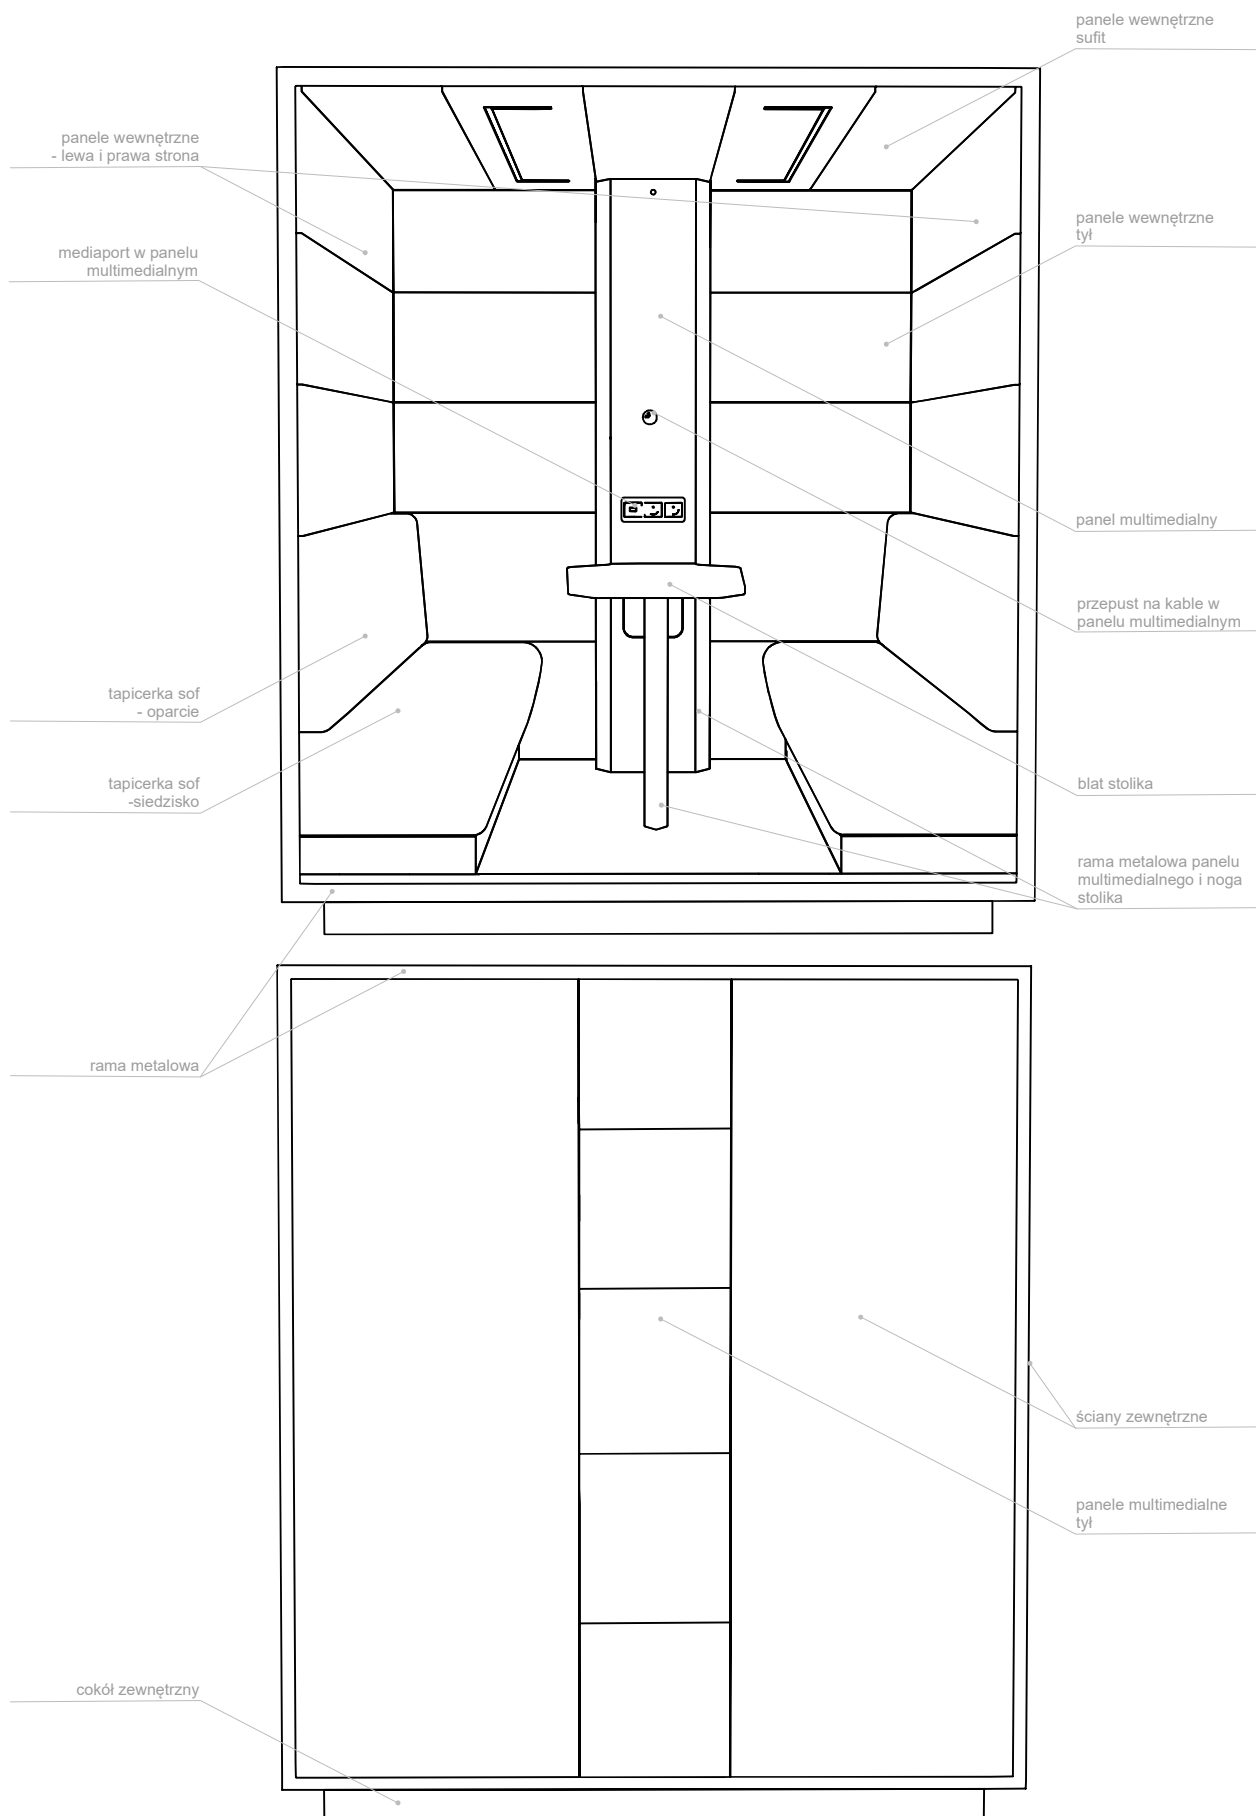 panele wewnętrzne
sufit
panele wewnętrzne
- lewa i prawa strona
panele wewnętrzne
tył
mediaport w panelu
multimedialnym
panel multimedialny
przepust na kable w
panelu multimedialnym
tapicerka sof
- oparcie
tapicerka sof
-siedzisko
blat stolika
rama metalowa panelu
multimedialnego i noga
stolika
rama metalowa
ściany zewnętrzne
panele multimedialne
tył
cokół zewnętrzny